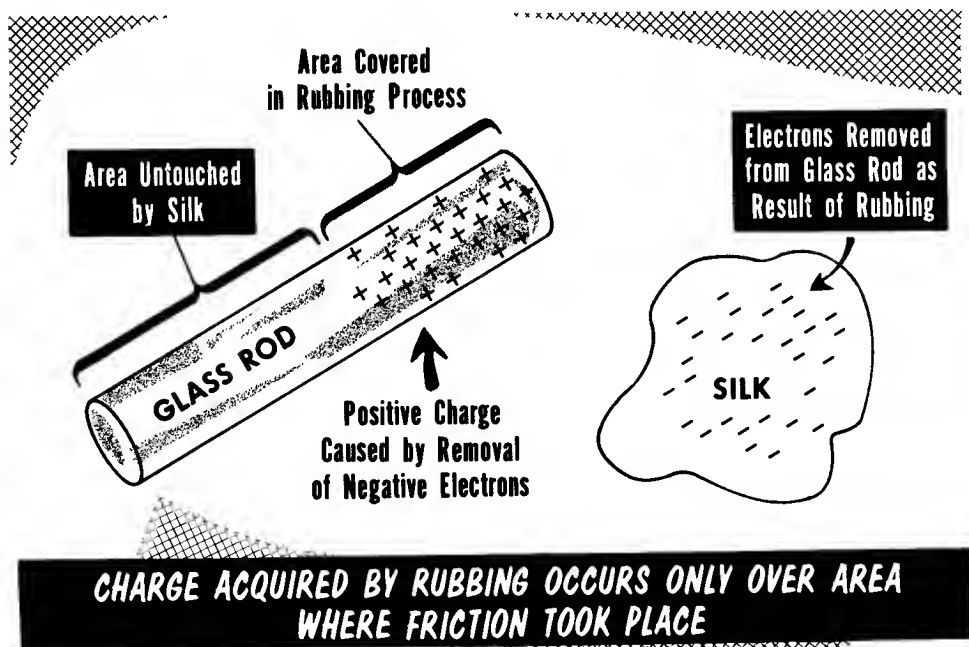 Area Covered
in Rubbing Process
Area Untouched
by Silk
Electrons Removed
from Glass Rod as
Result of Rubbing
GLASS ROD
SILK
Positive Charge
Caused by Removal
of Negative Electrons
CHARGE ACQUIRED BY RUBBING OCCURS ONLY OVER AREA
WHERE FRICTION TOOK PLACE